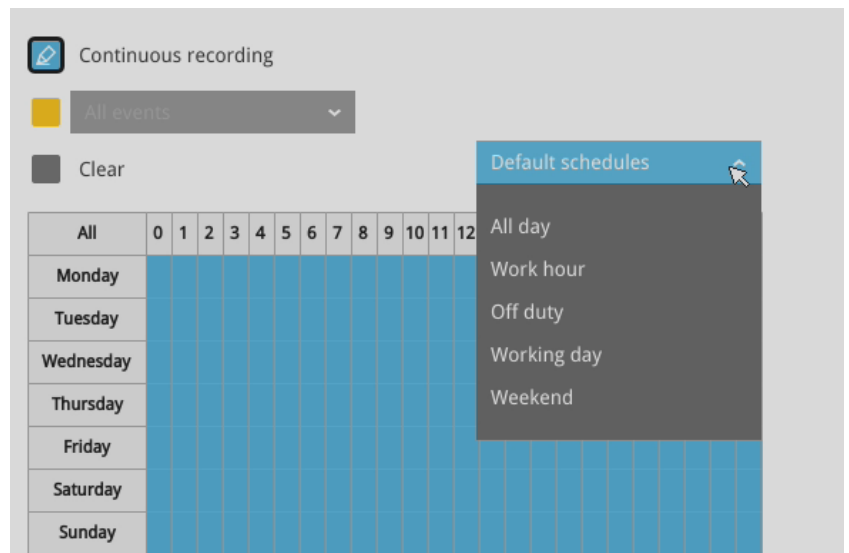 Continuous recording
All events
Clear
Default schedules
All day
Work hour
Off duty
Working day
Weekend
All 0 1 2 3 4 5 6 7 8 9 10 11 12
Monday
Tuesday
Wednesday
Thursday
Friday
Saturday
Sunday